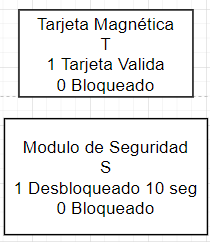 Tarjeta Magnética
T
1 Tarjeta Valida
0 Bloqueado
Modulo de Seguridad
S
1 Desbloqueado 10 seg
0 Bloqueado